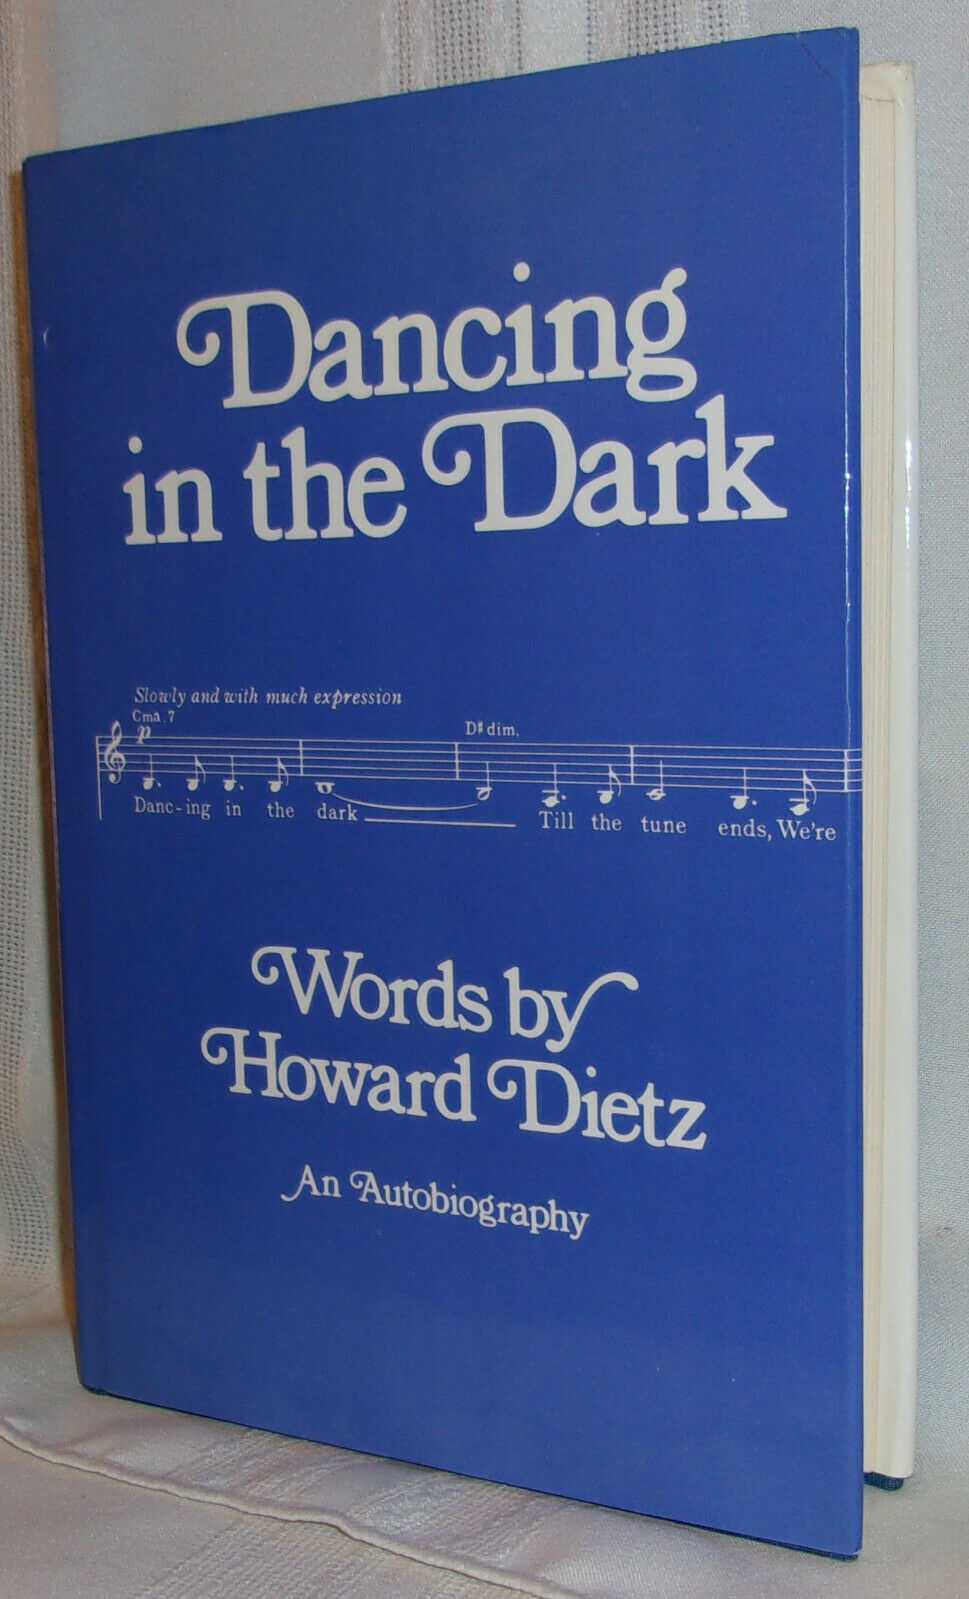 Dancing
in the Dark
Slowly and with much expression
Cma.7
D♯dim.
p
Danc-ing in the dark Till the tune ends, We're
Words by
Howard Dietz
An Autobiography